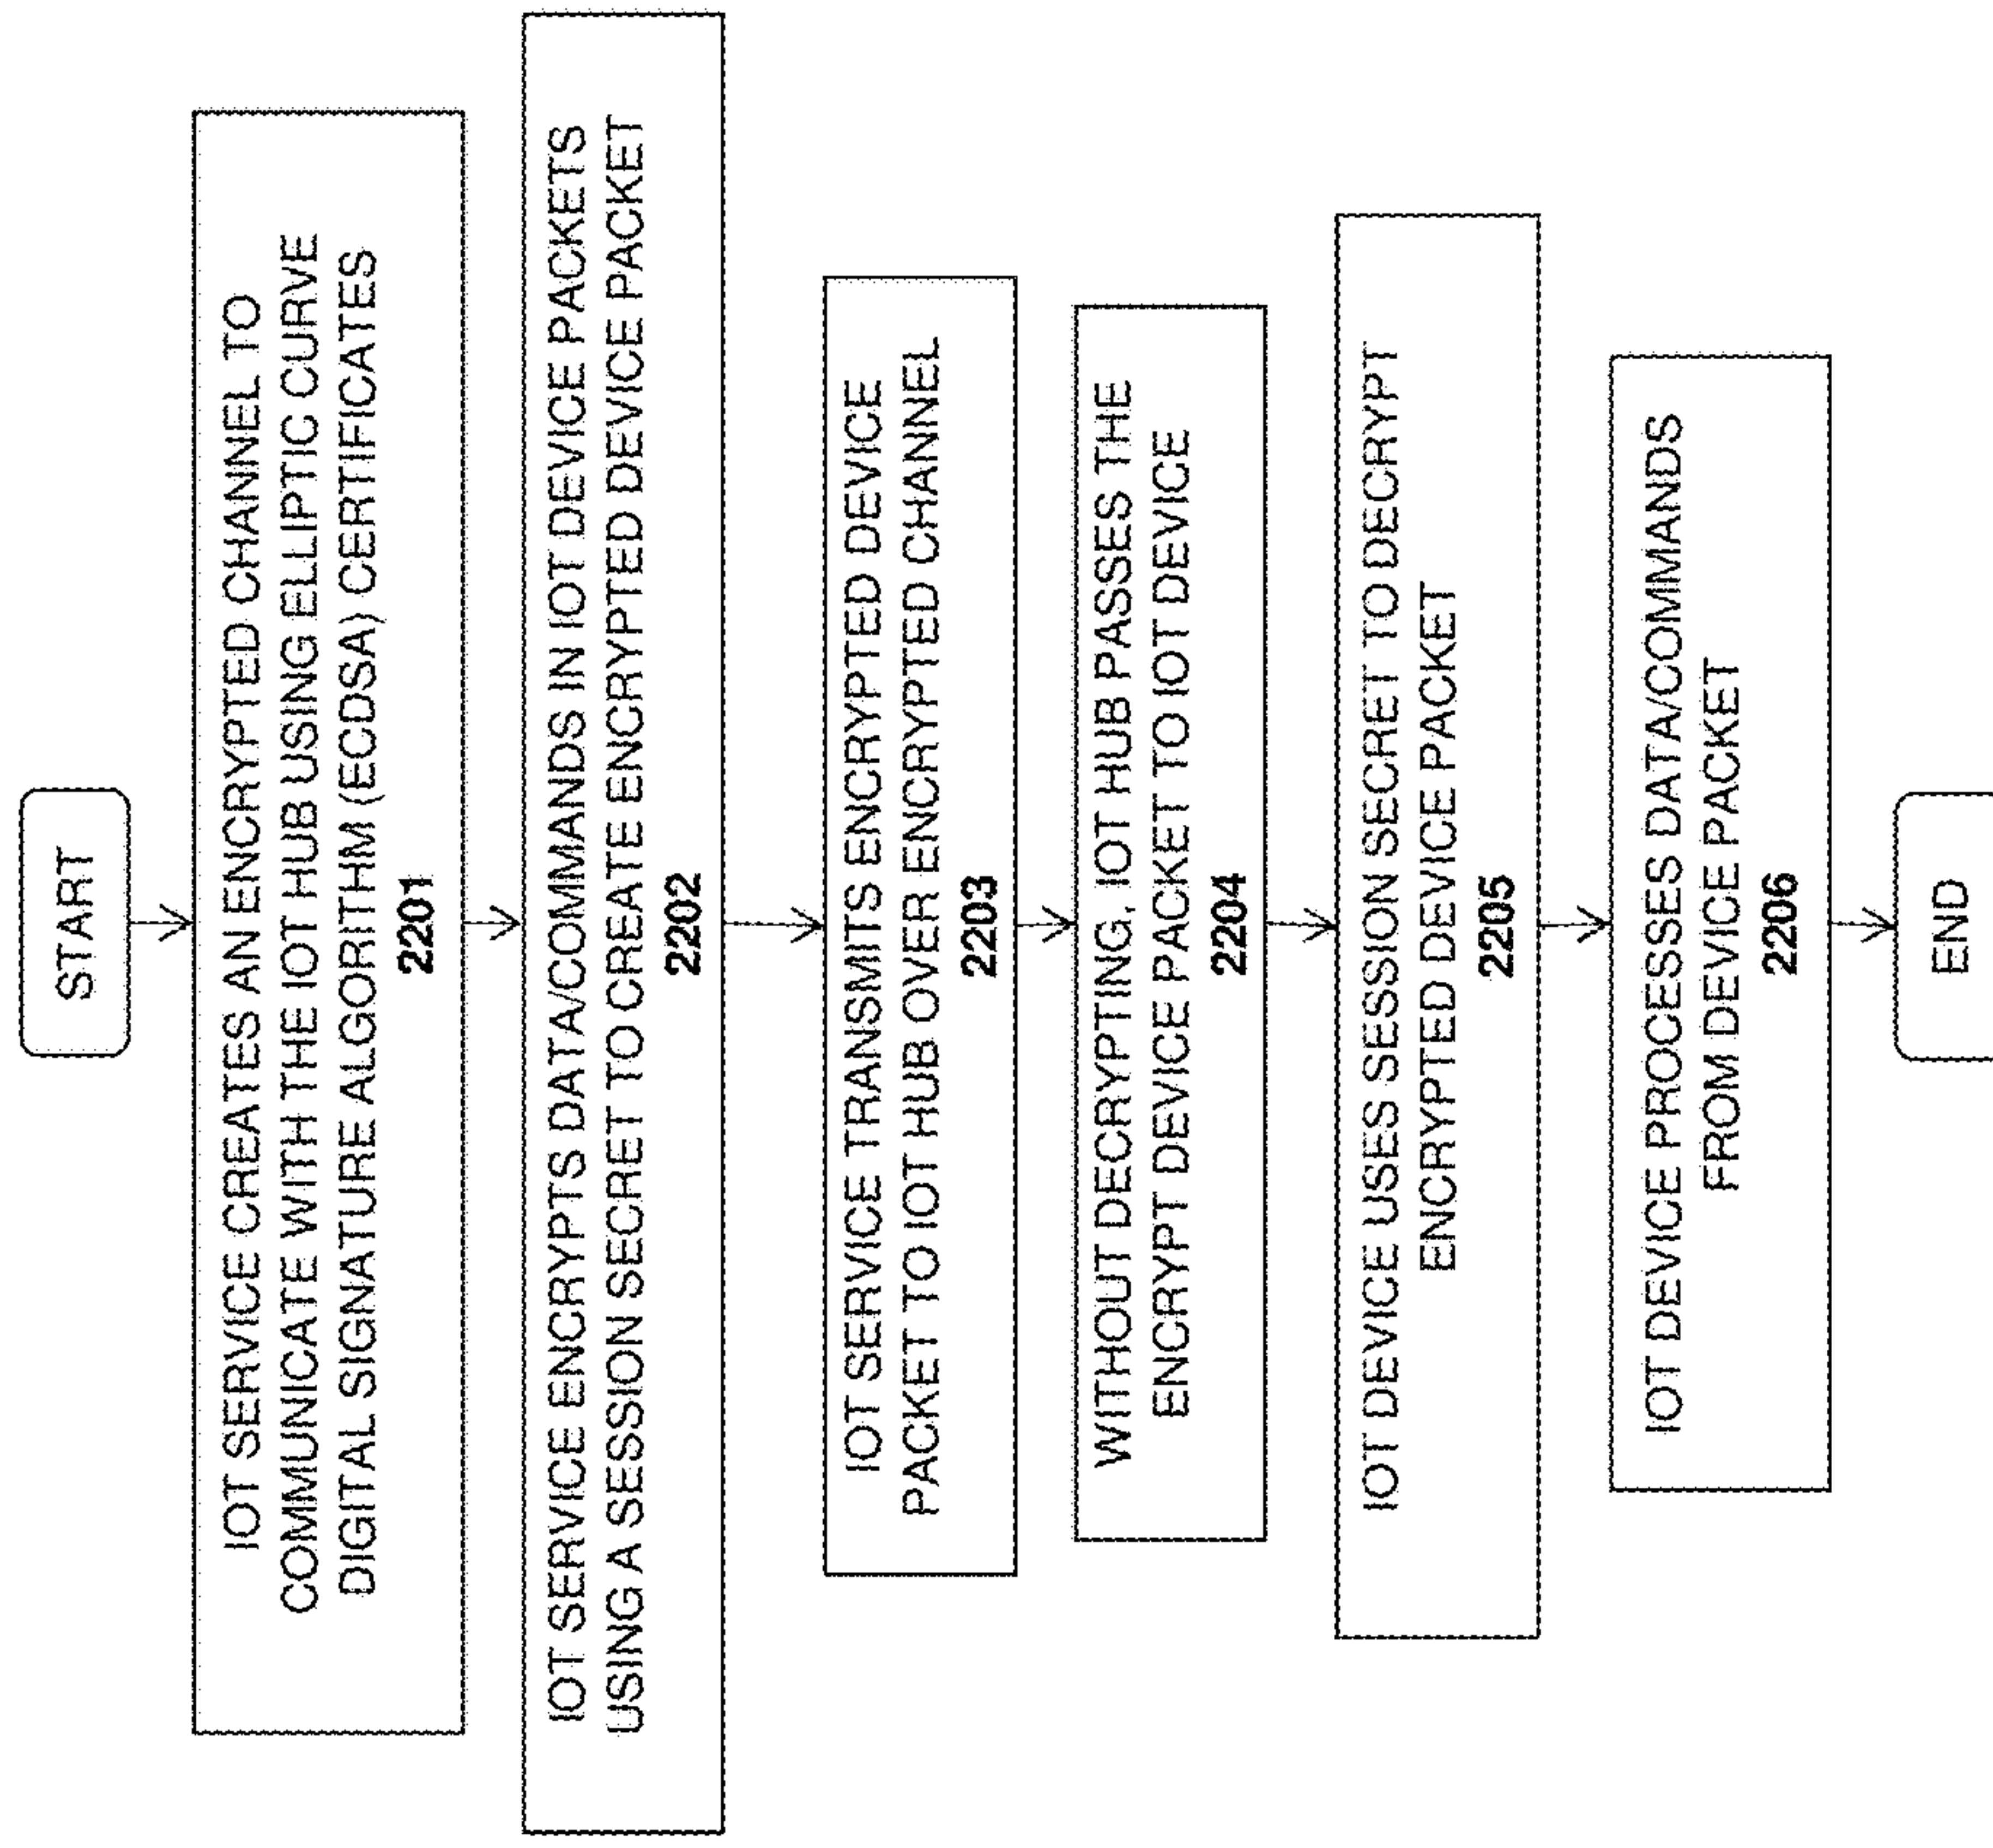 START
IOT SERVICE CREATES AN ENCRYPTED CHANNEL TO
COMMUNICATE WITH THE IOT HUB USING ELLIPTIC CURVE
DIGITAL SIGNATURE ALGORITHM (ECDSA) CERTIFICATES
2201
IOT SERVICE ENCRYPTS DATA/COMMANDS IN IOT DEVICE PACKETS
USING A SESSION SECRET TO CREATE ENCRYPTED DEVICE PACKET
2202
IOT SERVICE TRANSMITS ENCRYPTED DEVICE
PACKET TO IOT HUB OVER ENCRYPTED CHANNEL
2203
WITHOUT DECRYPTING, IOT HUB PASSES THE
ENCRYPT DEVICE PACKET TO IOT DEVICE
2204
IOT DEVICE USES SESSION SECRET TO DECRYPT
ENCRYPTED DEVICE PACKET
2205
IOT DEVICE PROCESSES DATA/COMMANDS
FROM DEVICE PACKET
2206
END